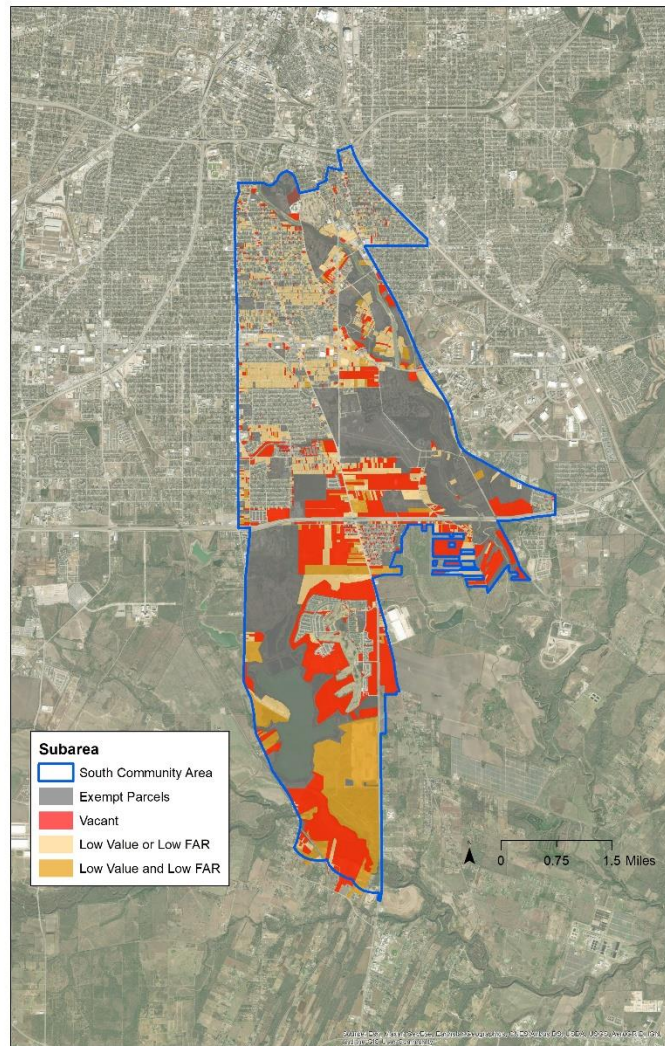 Subarea
South Community Area
Exempt Parcels
Vacant
Low Value or Low FAR
Low Value and Low FAR
0 0.75 1.5 Miles